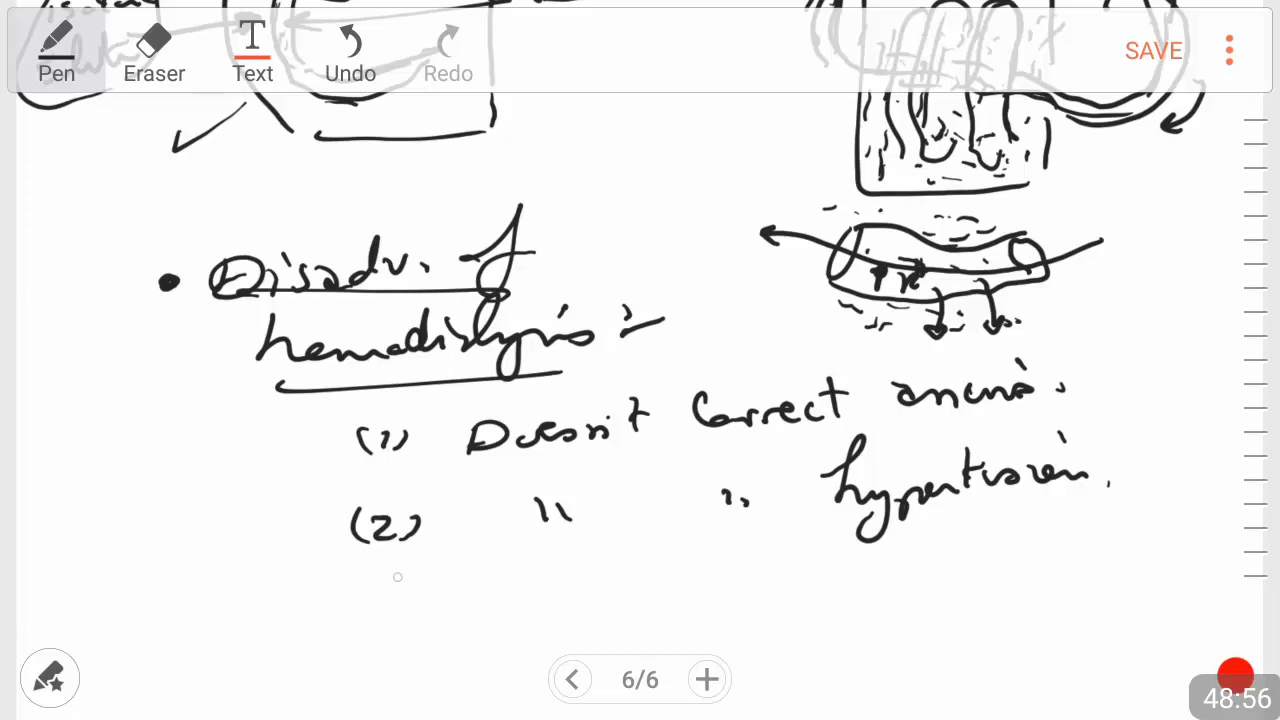 Pen Eraser Text Undo Redo SAVE
• Disadv. of
hemodialysis :-
(1) Doesn't Correct anemia.
(2) " " hypertension.
6/6
48:56